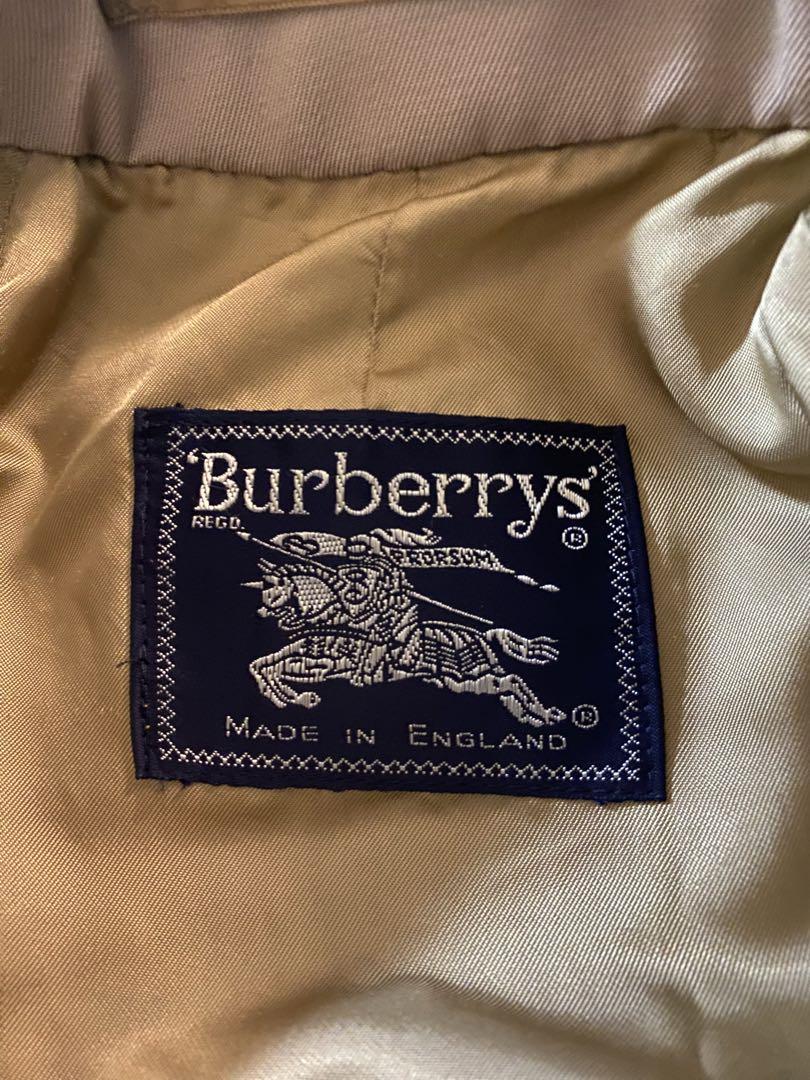 'Burberrys'
REGD. ®
PRORSUM
®
MADE IN ENGLAND